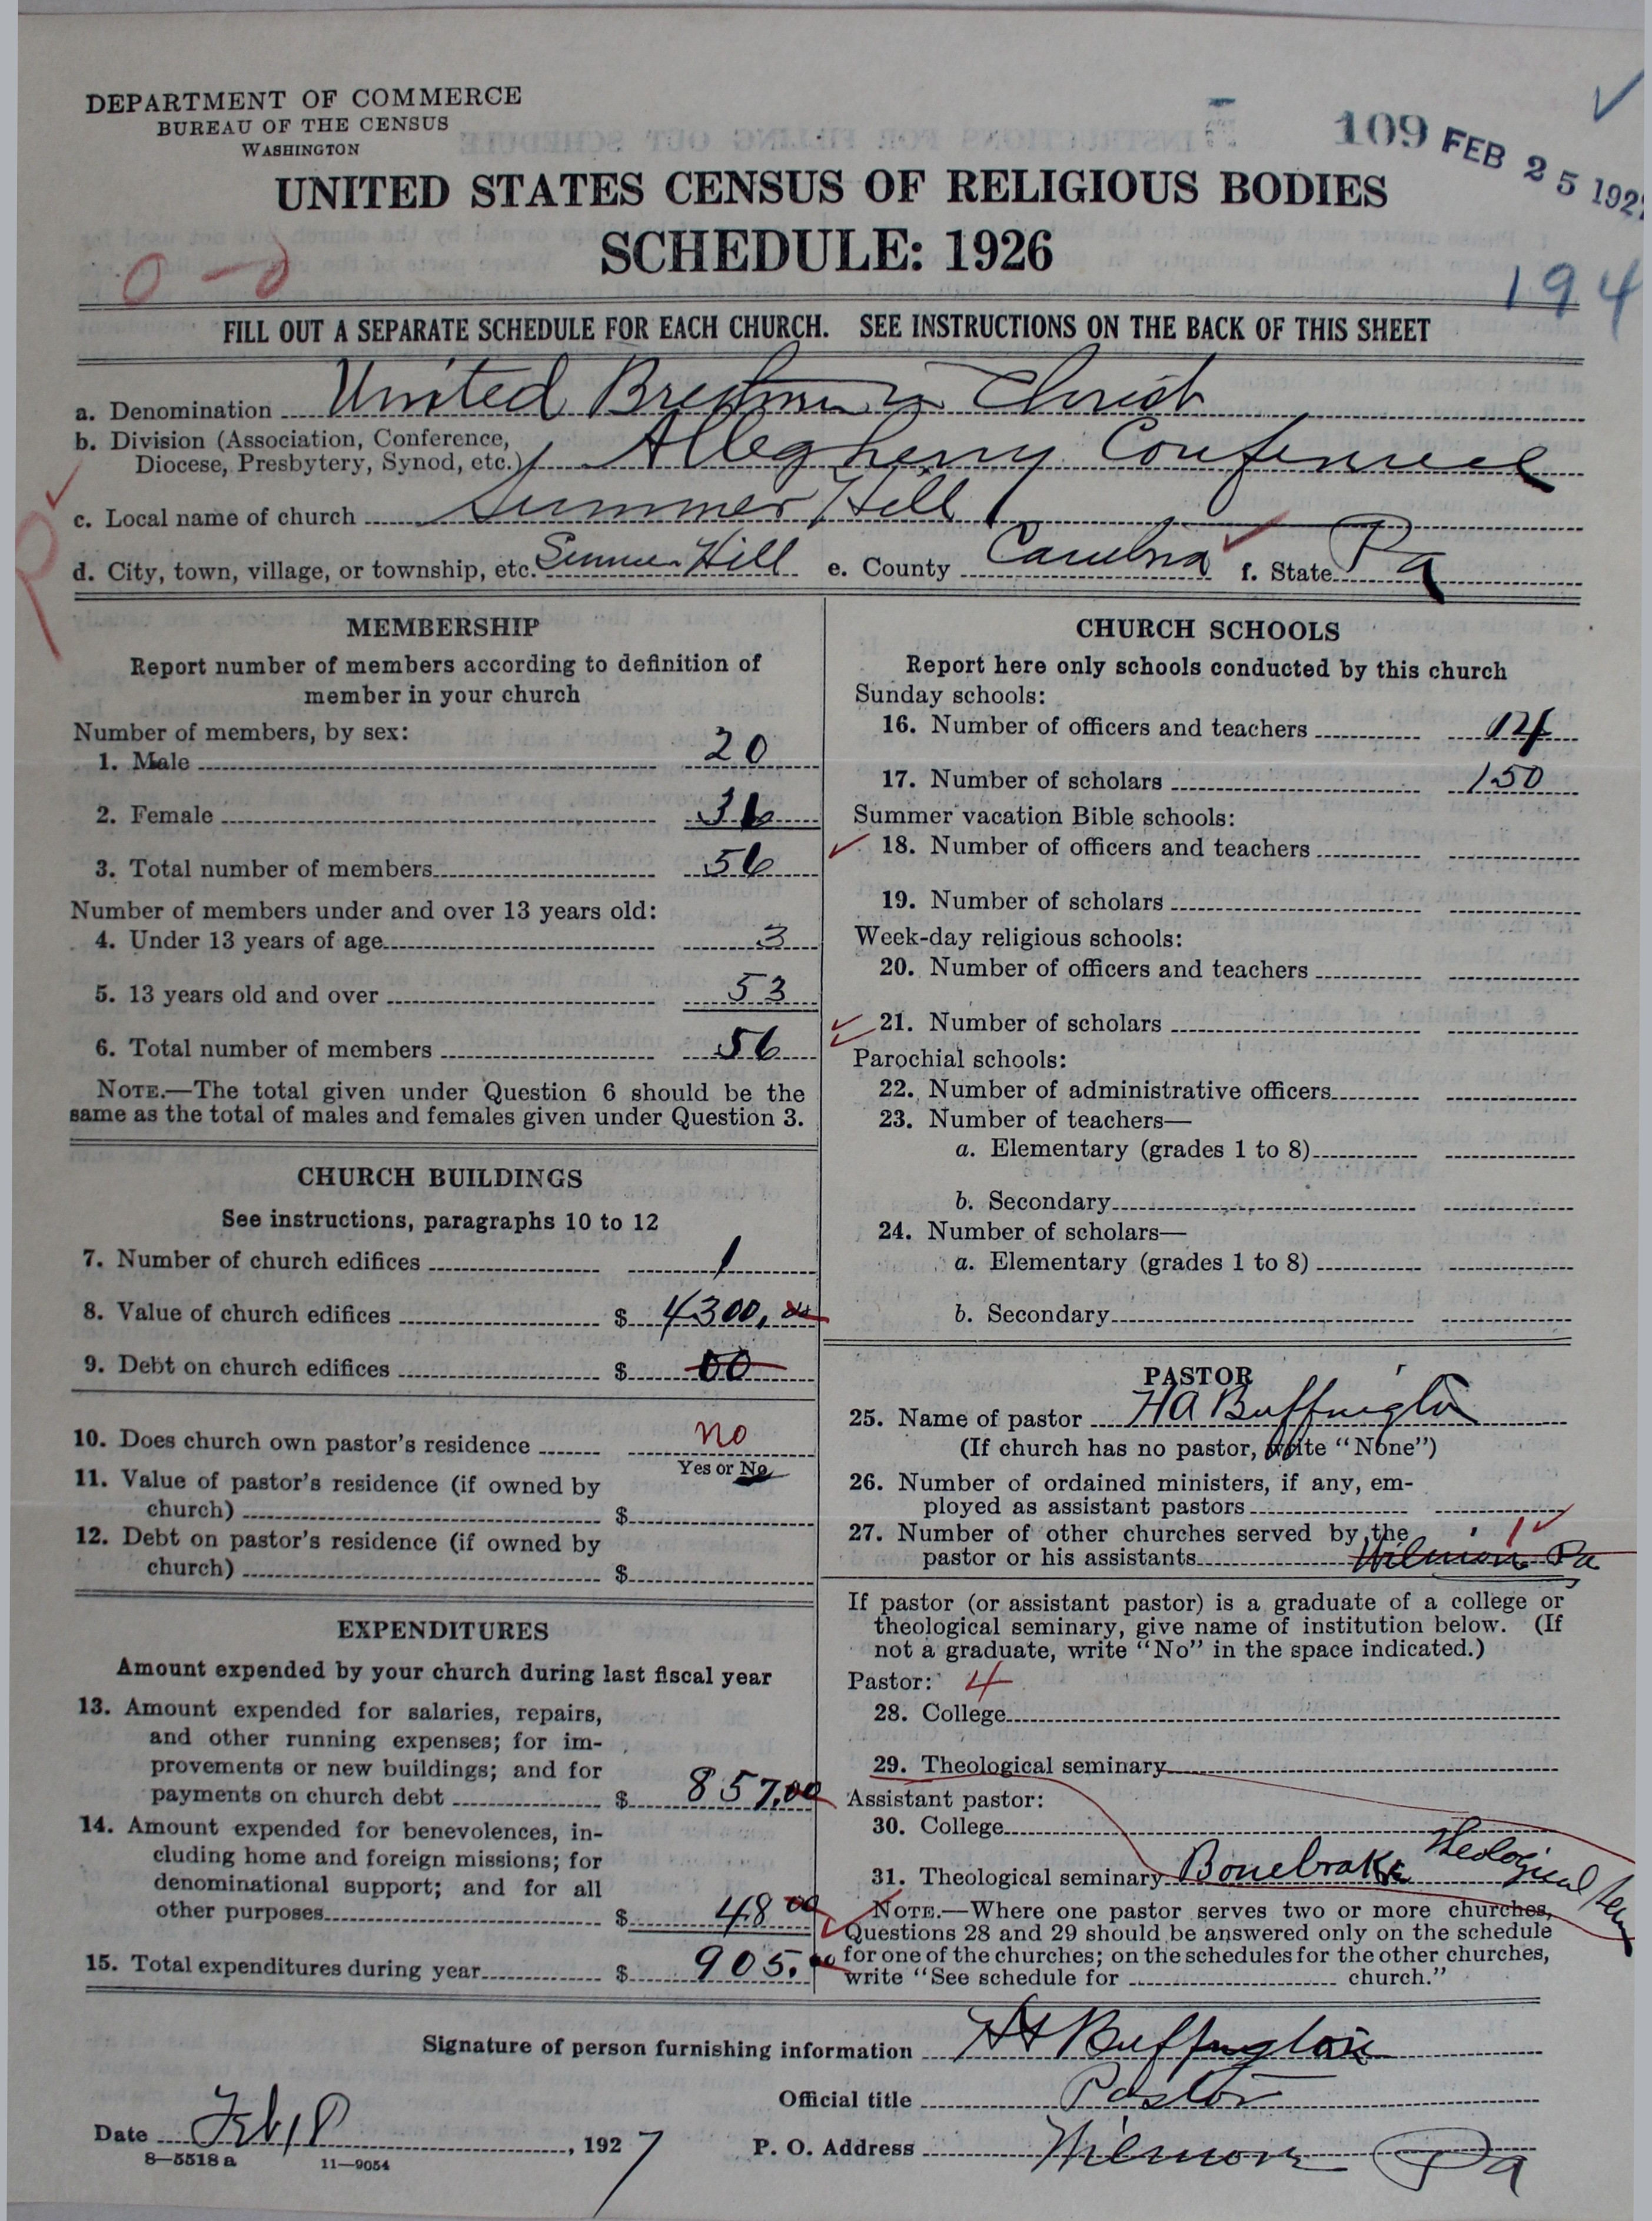 DEPARTMENT OF COMMERCE
BUREAU OF THE CENSUS
WASHINGTON
109 FEB 25 192
UNITED STATES CENSUS OF RELIGIOUS BODIES
SCHEDULE: 1926
194
FILL OUT A SEPARATE SCHEDULE FOR EACH CHURCH. SEE INSTRUCTIONS ON THE BACK OF THIS SHEET
a. Denomination United Brethren in Christ
b. Division (Association, Conference,
Diocese, Presbytery, Synod, etc.) Allegheny Conference
c. Local name of church Summer Hill
d. City, town, village, or township, etc. Summer Hill e. County Cambria f. State Pa
MEMBERSHIP
Report number of members according to definition of
member in your church
Number of members, by sex:
1. Male 20
2. Female 36
3. Total number of members 56
Number of members under and over 13 years old:
4. Under 13 years of age 3
5. 13 years old and over 53
6. Total number of members 56
NOTE.—The total given under Question 6 should be the
same as the total of males and females given under Question 3.
CHURCH BUILDINGS
See instructions, paragraphs 10 to 12
7. Number of church edifices 1
8. Value of church edifices $ 4300.00
9. Debt on church edifices $ 00
10. Does church own pastor's residence no
Yes or No
11. Value of pastor's residence (if owned by
church) $
12. Debt on pastor's residence (if owned by
church) $
EXPENDITURES
Amount expended by your church during last fiscal year
13. Amount expended for salaries, repairs,
and other running expenses; for im-
provements or new buildings; and for
payments on church debt $ 857.00
14. Amount expended for benevolences, in-
cluding home and foreign missions; for
denominational support; and for all
other purposes $ 48 00
15. Total expenditures during year $ 905.00
CHURCH SCHOOLS
Report here only schools conducted by this church
Sunday schools:
16. Number of officers and teachers 14
17. Number of scholars 150
Summer vacation Bible schools:
18. Number of officers and teachers
19. Number of scholars
Week-day religious schools:
20. Number of officers and teachers
21. Number of scholars
Parochial schools:
22. Number of administrative officers
23. Number of teachers—
a. Elementary (grades 1 to 8)
b. Secondary
24. Number of scholars—
a. Elementary (grades 1 to 8)
b. Secondary
PASTOR
25. Name of pastor HA Buffington
(If church has no pastor, write "None")
26. Number of ordained ministers, if any, em-
ployed as assistant pastors
27. Number of other churches served by the 1
pastor or his assistants Wilmore Pa
If pastor (or assistant pastor) is a graduate of a college or
theological seminary, give name of institution below. (If
not a graduate, write "No" in the space indicated.)
Pastor: 4
28. College
29. Theological seminary
Assistant pastor:
30. College
31. Theological seminary Bonebrake Theological Sem
NOTE.—Where one pastor serves two or more churches,
Questions 28 and 29 should be answered only on the schedule
for one of the churches; on the schedules for the other churches,
write "See schedule for church."
Signature of person furnishing information HA Buffington
Official title Pastor
Date Feb 18, 1927 P. O. Address Wilmore Pa
8—5518 a 11—9054